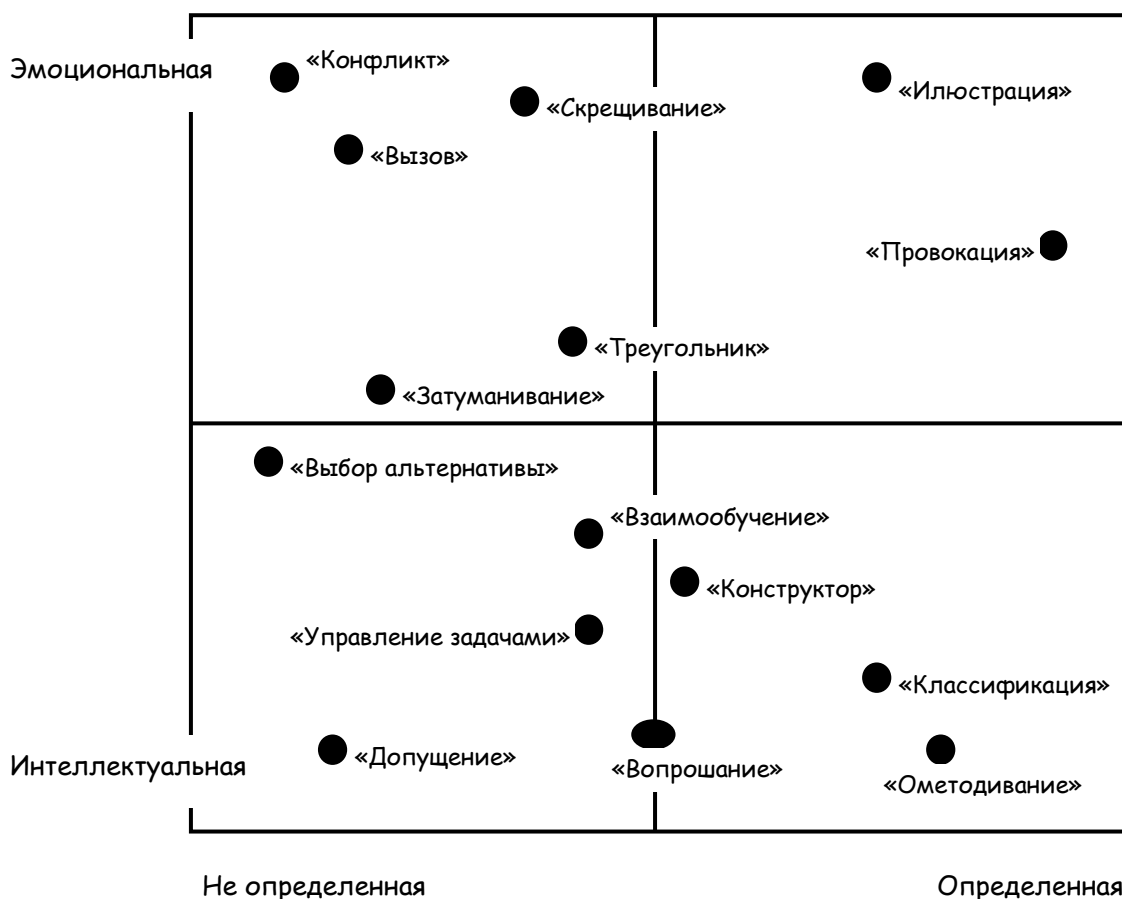 «Конфликт»
Эмоциональная
«Илюстрация»
«Скрещивание»
«Вызов»
«Провокация»
«Треугольник»
«Затуманивание»
«Выбор альтернативы»
«Взаимообучение»
«Конструктор»
«Управление задачами»
«Классификация»
«Допущение»
Интеллектуальная
«Вопрошание»
«Ометодивание»
Не определенная
Определенная